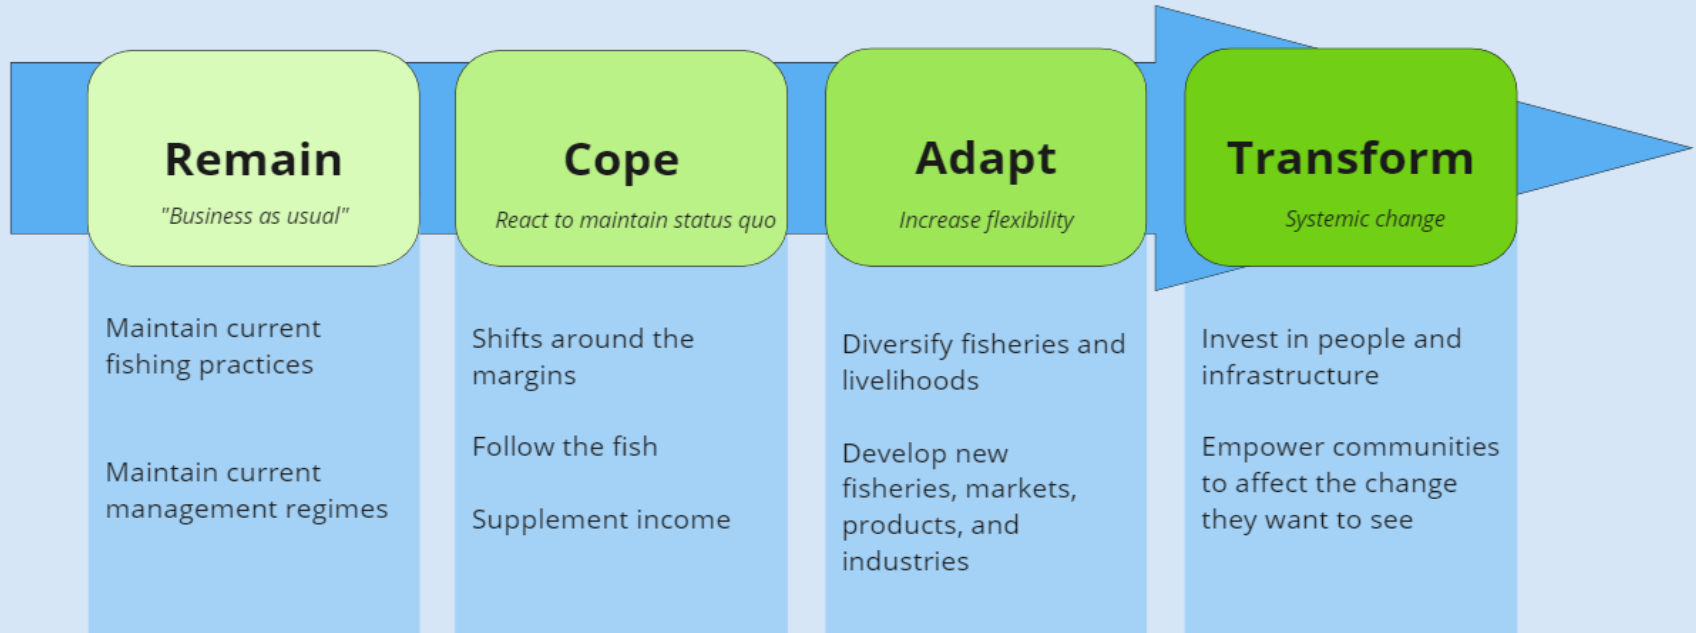 Remain
"Business as usual"
Maintain current
fishing practices
Maintain current
management regimes
Cope
React to maintain status quo
Shifts around the
margins
Follow the fish
Supplement income
Adapt
Increase flexibility
Diversify fisheries and
livelihoods
Develop new
fisheries, markets,
products, and
industries
Transform
Systemic change
Invest in people and
infrastructure
Empower communities
to affect the change
they want to see